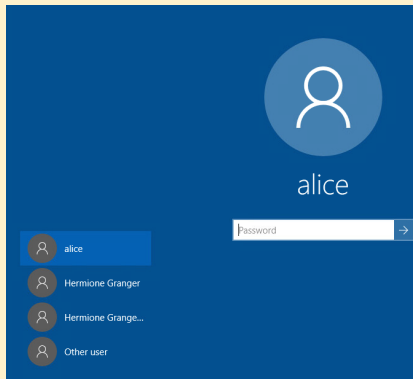 alice
Password
alice
Hermione Granger
Hermione Grange...
Other user